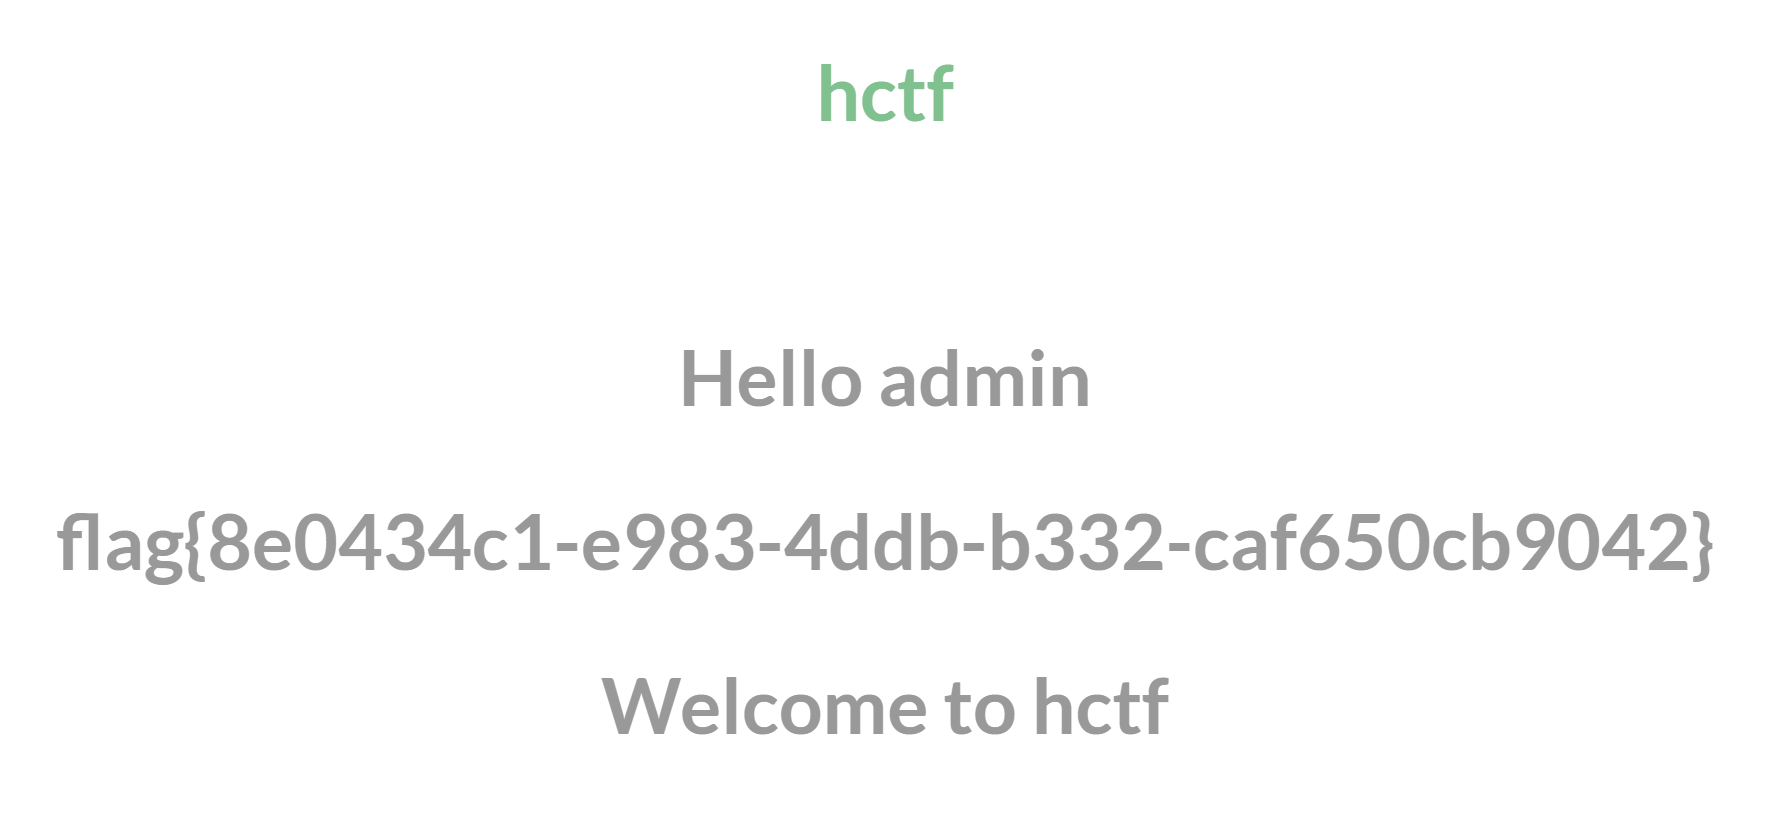 hctf
Hello admin
flag{8e0434c1-e983-4ddb-b332-caf650cb9042}
Welcome to hctf